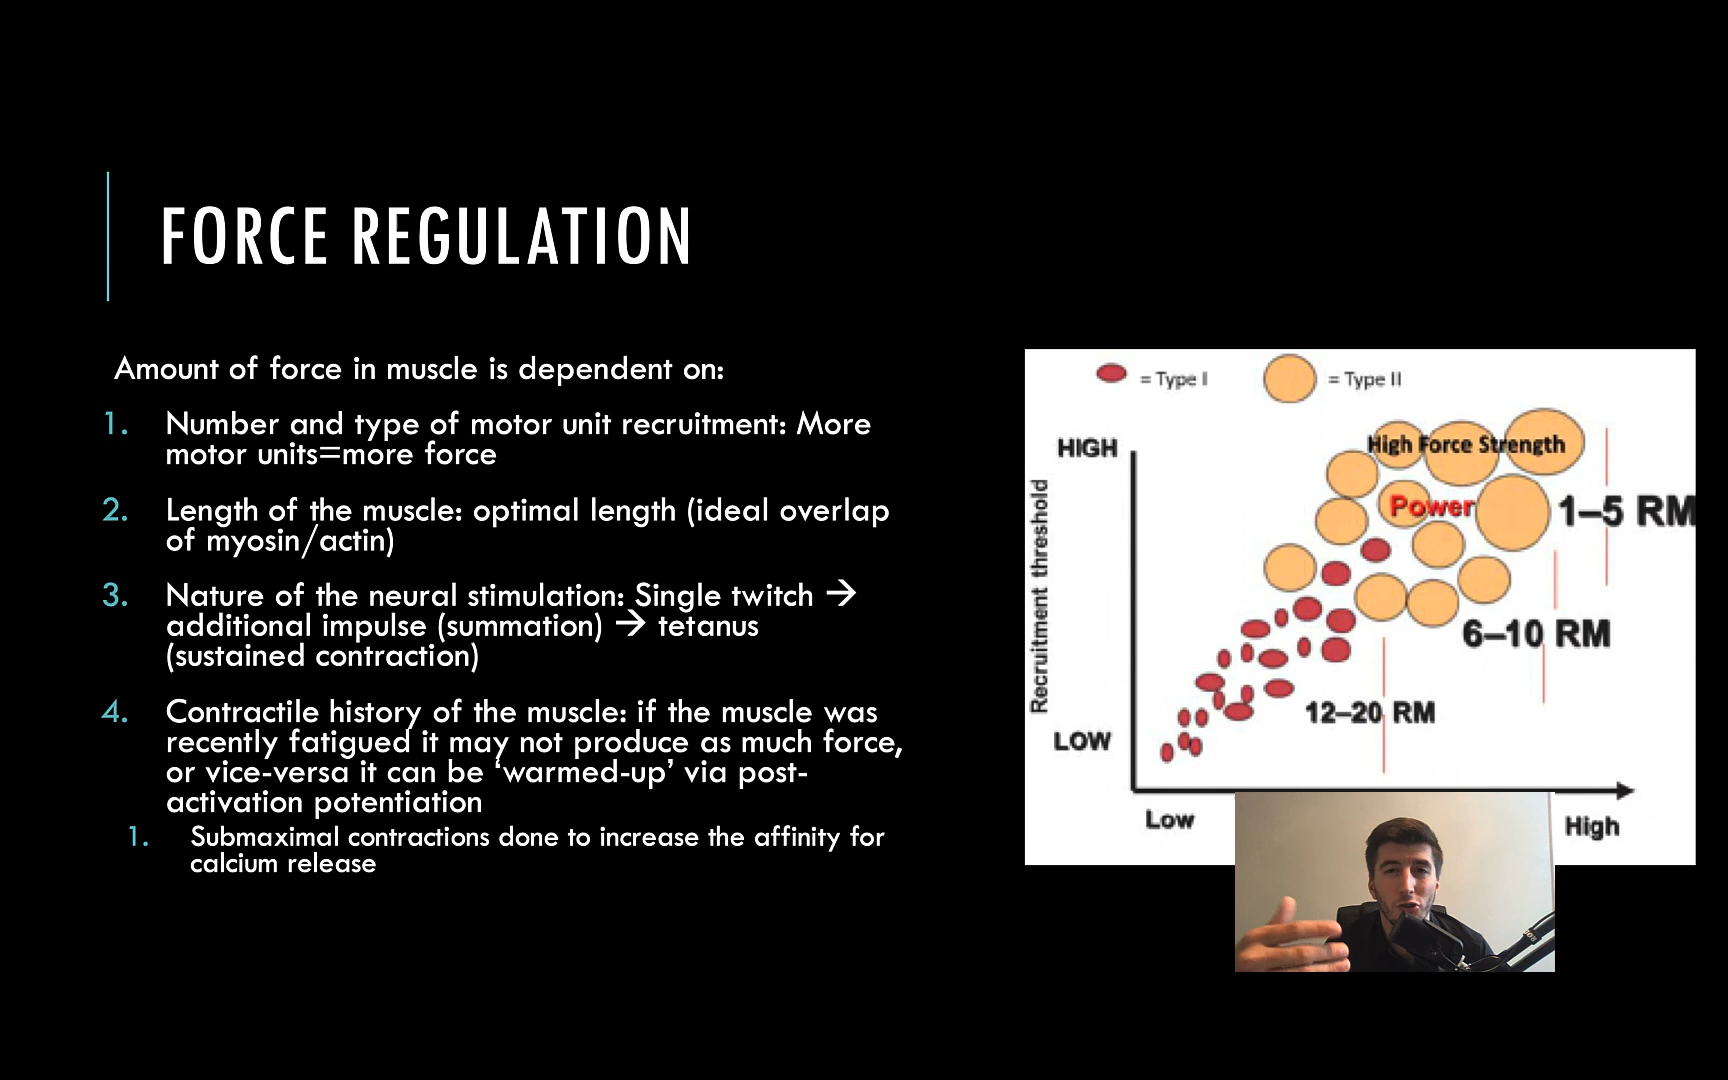 FORCE REGULATION
Amount of force in muscle is dependent on:
1. Number and type of motor unit recruitment: More
motor units=more force
2. Length of the muscle: optimal length (ideal overlap
of myosin/actin)
3. Nature of the neural stimulation: Single twitch →
additional impulse (summation) → tetanus
(sustained contraction)
4. Contractile history of the muscle: if the muscle was
recently fatigued it may not produce as much force,
or vice-versa it can be ‘warmed-up’ via post-
activation potentiation
1. Submaximal contractions done to increase the affinity for
calcium release
= Type I
= Type II
HIGH
High Force Strength
Recruitment threshold
Power
1–5 RM
6–10 RM
12–20 RM
LOW
Low
High